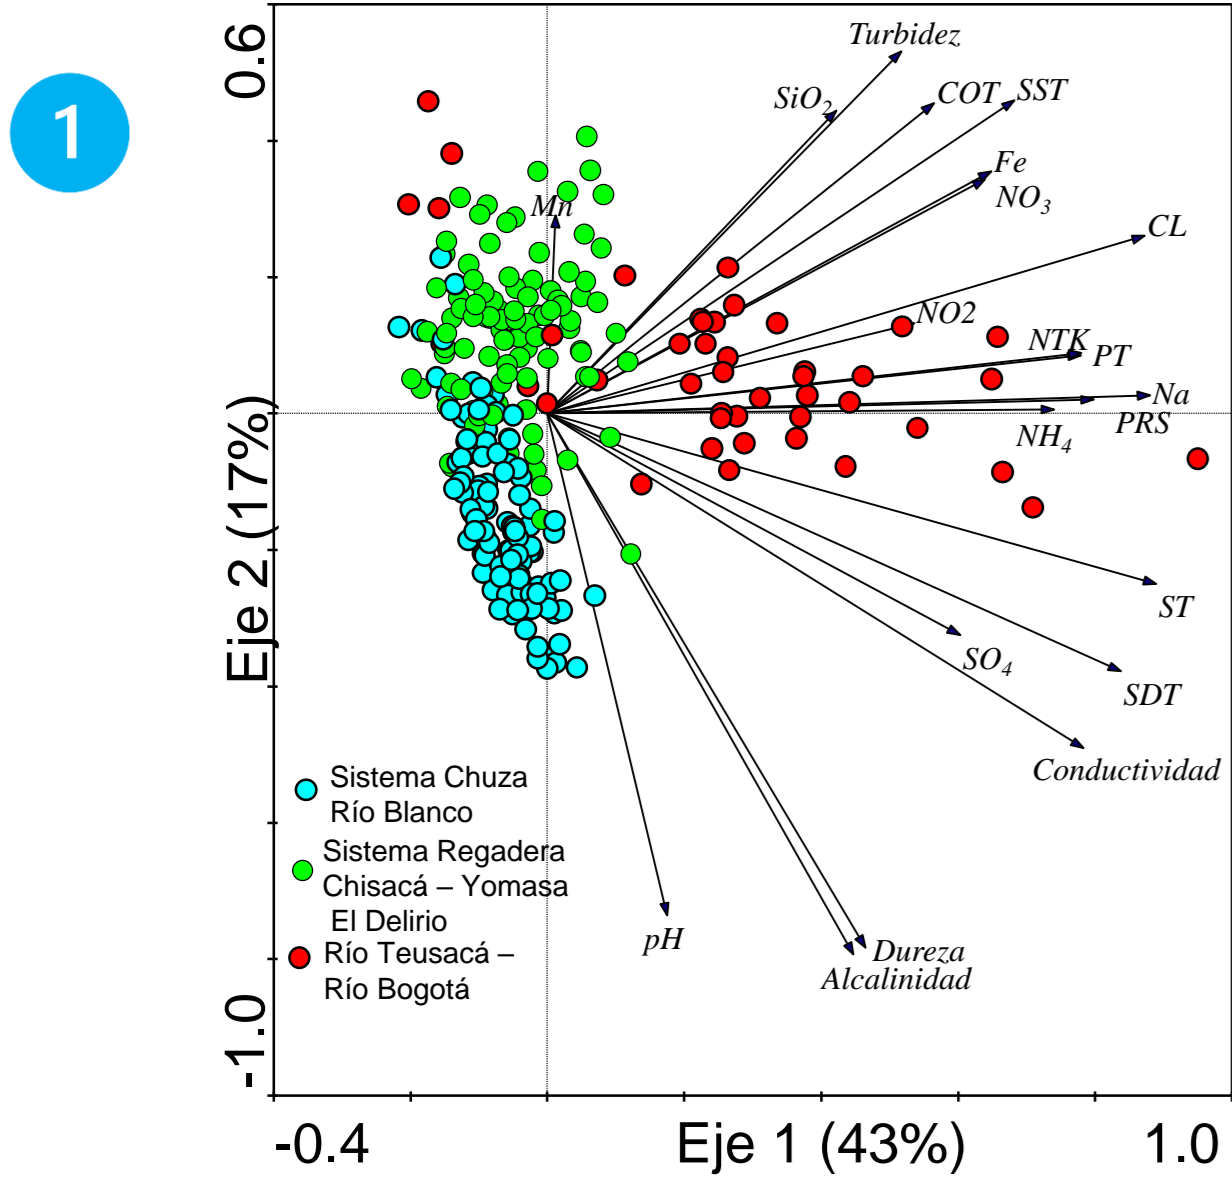 1
0.6
Eje 2 (17%)
-1.0
Turbidez
SiO2
COT
SST
Fe
NO3
Mn
CL
NO2
NTK
PT
Na
PRS
NH4
ST
SO4
SDT
Conductividad
pH
Dureza
Alcalinidad
Sistema Chuza
Río Blanco
Sistema Regadera
Chisacá – Yomasa
El Delirio
Río Teusacá –
Río Bogotá
-0.4
Eje 1 (43%)
1.0